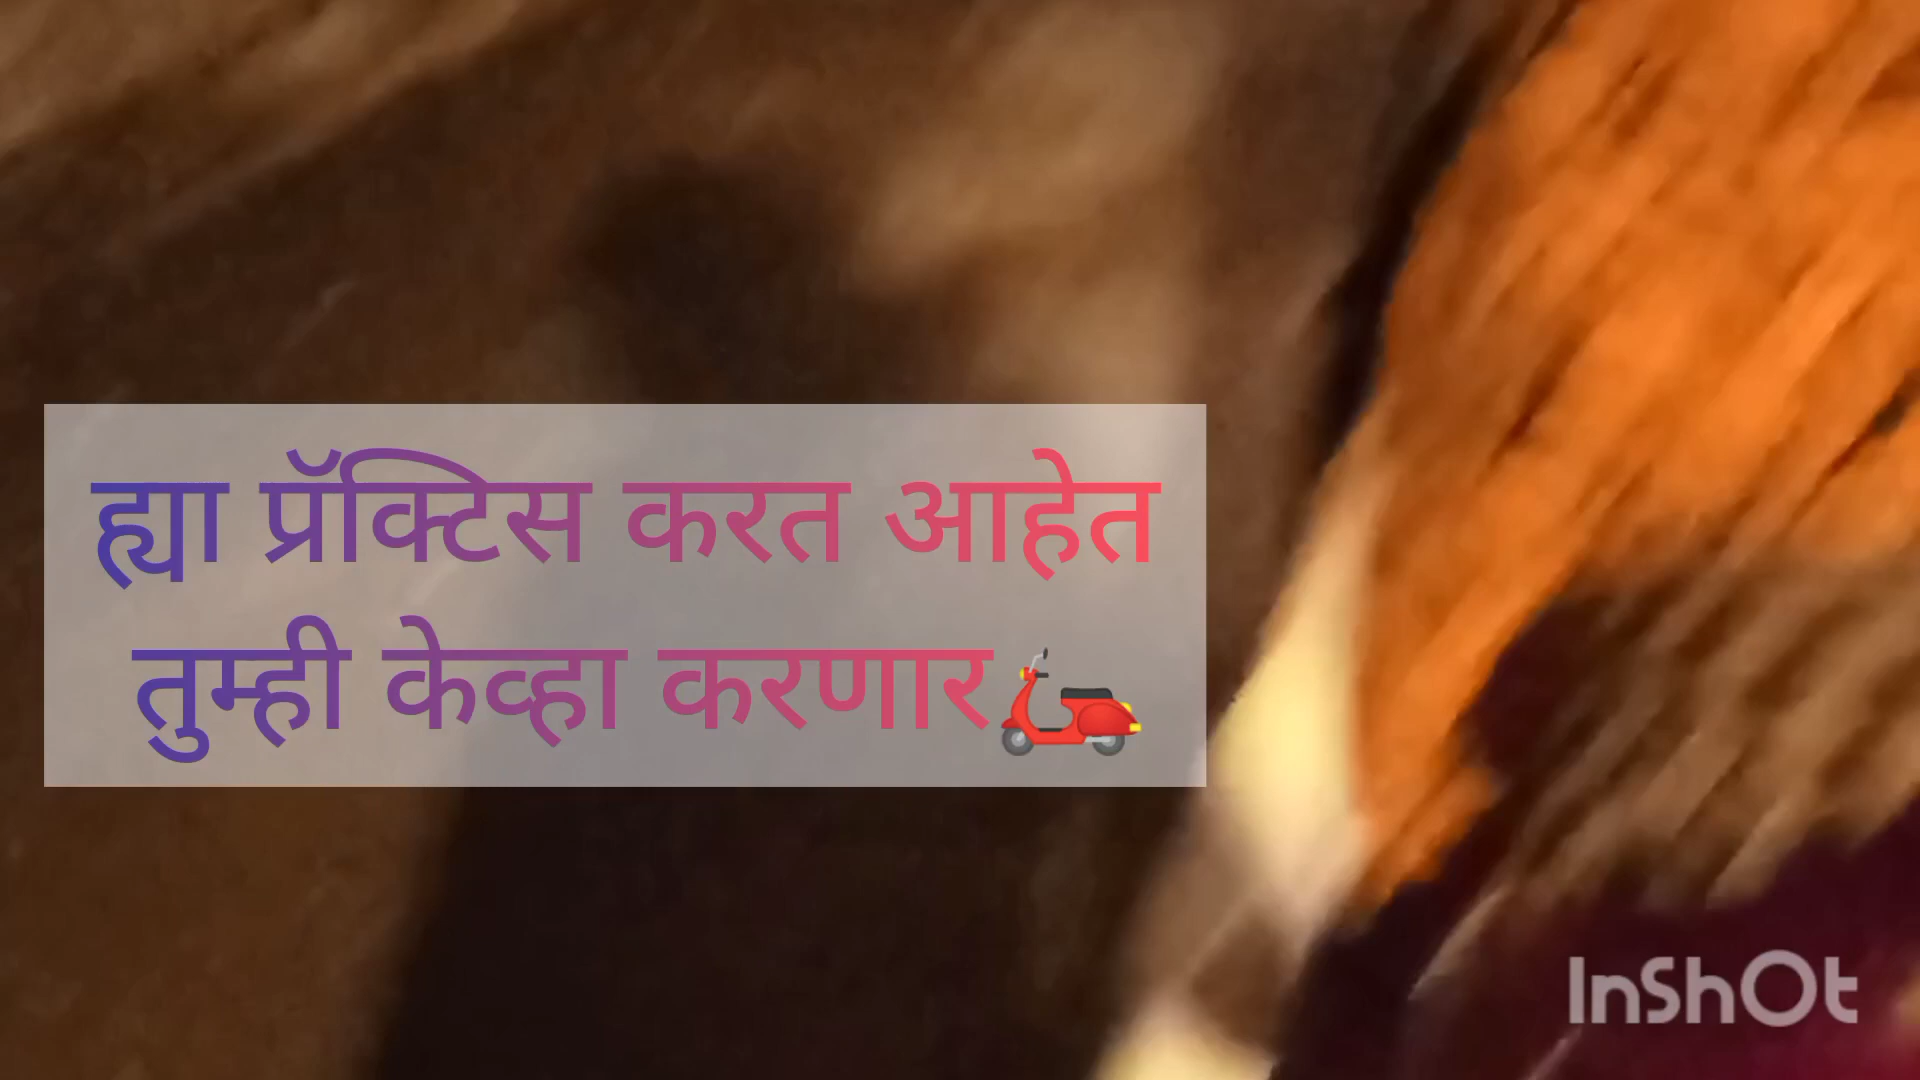 ह्या प्रॅक्टिस करत आहेत
तुम्ही केव्हा करणार🛵
InShOt